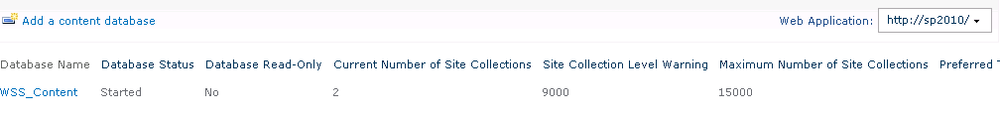 Add a content database
Web Application: http://sp2010/
Database Name Database Status Database Read-Only Current Number of Site Collections Site Collection Level Warning Maximum Number of Site Collections Preferred T
WSS_Content Started No 2 9000 15000